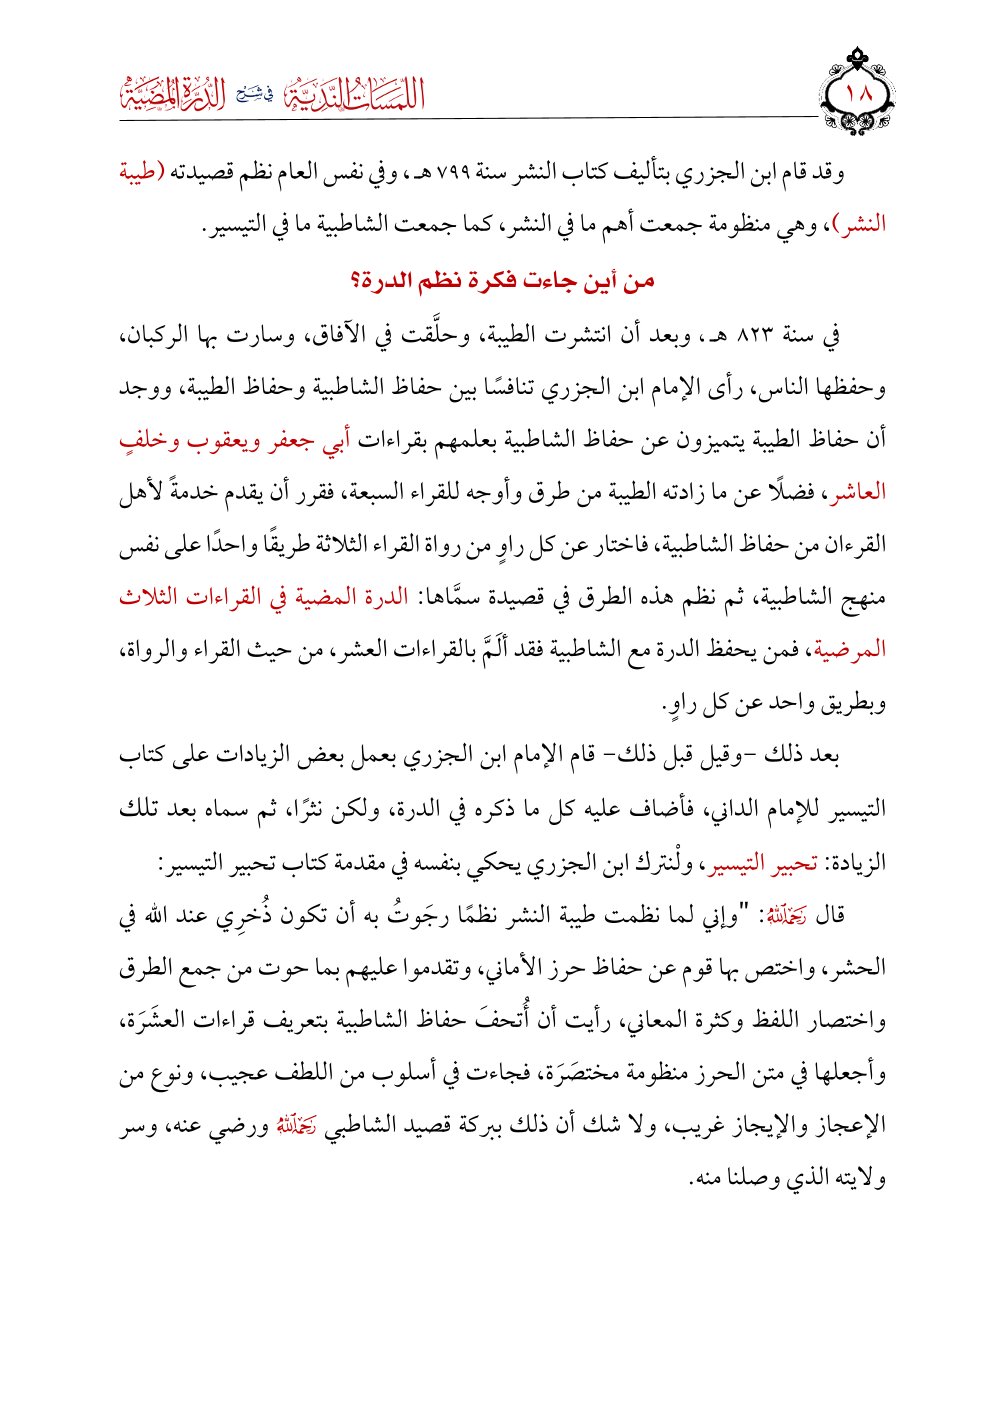 اللمسات الندية في شرح الدرة المضية
١٨
وقد قام ابن الجزري بتأليف كتاب النشر سنة ٧٩٩ هـ، وفي نفس العام نظم قصيدته (طيبة
النشر)، وهي منظومة جمعت أهم ما في النشر، كما جمعت الشاطبية ما في التيسير.
من أين جاءت فكرة نظم الدرة؟
في سنة ٨٢٣ هـ، وبعد أن انتشرت الطيبة، وحلَّقت في الآفاق، وسارت بها الركبان،
وحفظها الناس، رأى الإمام ابن الجزري تنافسًا بين حفاظ الشاطبية وحفاظ الطيبة، ووجد
أن حفاظ الطيبة يتميزون عن حفاظ الشاطبية بعلمهم بقراءات أبي جعفر ويعقوب وخلفٍ
العاشر، فضلًا عن ما زادته الطيبة من طرق وأوجه للقراء السبعة، فقرر أن يقدم خدمةً لأهل
القرءان من حفاظ الشاطبية، فاختار عن كل راوٍ من رواة القراء الثلاثة طريقًا واحدًا على نفس
منهج الشاطبية، ثم نظم هذه الطرق في قصيدة سمَّاها: الدرة المضية في القراءات الثلاث
المرضية، فمن يحفظ الدرة مع الشاطبية فقد ألَمَّ بالقراءات العشر، من حيث القراء والرواة،
وبطريق واحد عن كل راوٍ.
بعد ذلك -وقيل قبل ذلك- قام الإمام ابن الجزري بعمل بعض الزيادات على كتاب
التيسير للإمام الداني، فأضاف عليه كل ما ذكره في الدرة، ولكن نثرًا، ثم سماه بعد تلك
الزيادة: تحبير التيسير، ولْنترك ابن الجزري يحكي بنفسه في مقدمة كتاب تحبير التيسير:
قال رحمه الله: "وإني لما نظمت طيبة النشر نظمًا رجَوتُ به أن تكون ذُخرِي عند الله في
الحشر، واختص بها قوم عن حفاظ حرز الأماني، وتقدموا عليهم بما حوت من جمع الطرق
واختصار اللفظ وكثرة المعاني، رأيت أن أُتحفَ حفاظ الشاطبية بتعريف قراءات العشَرَة،
وأجعلها في متن الحرز منظومة مختصَرَة، فجاءت في أسلوب من اللطف عجيب، ونوع من
الإعجاز والإيجاز غريب، ولا شك أن ذلك ببركة قصيد الشاطبي رحمه الله ورضي عنه، وسر
ولايته الذي وصلنا منه.